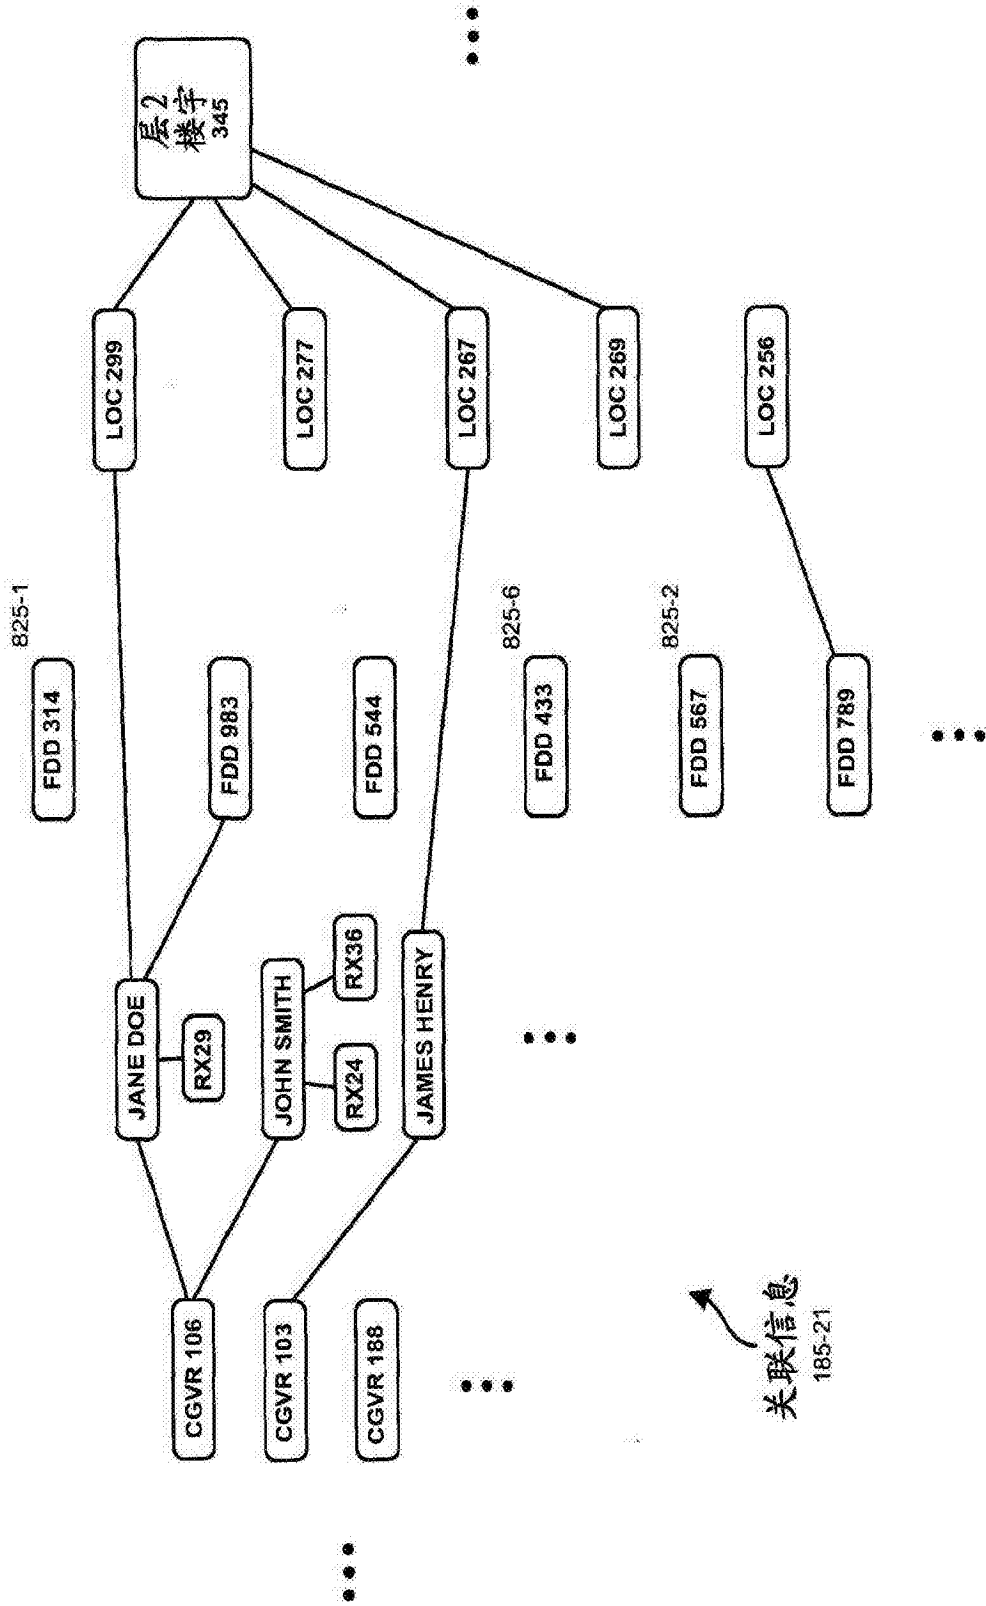 CGVR 106
CGVR 103
CGVR 188
JANE DOE
RX29
JOHN SMITH
RX24
RX36
JAMES HENRY
825-1
FDD 314
FDD 983
FDD 544
825-6
FDD 433
825-2
FDD 567
FDD 789
LOC 299
LOC 277
LOC 267
LOC 269
LOC 256
层2
楼宇
345
关联信息
185-21